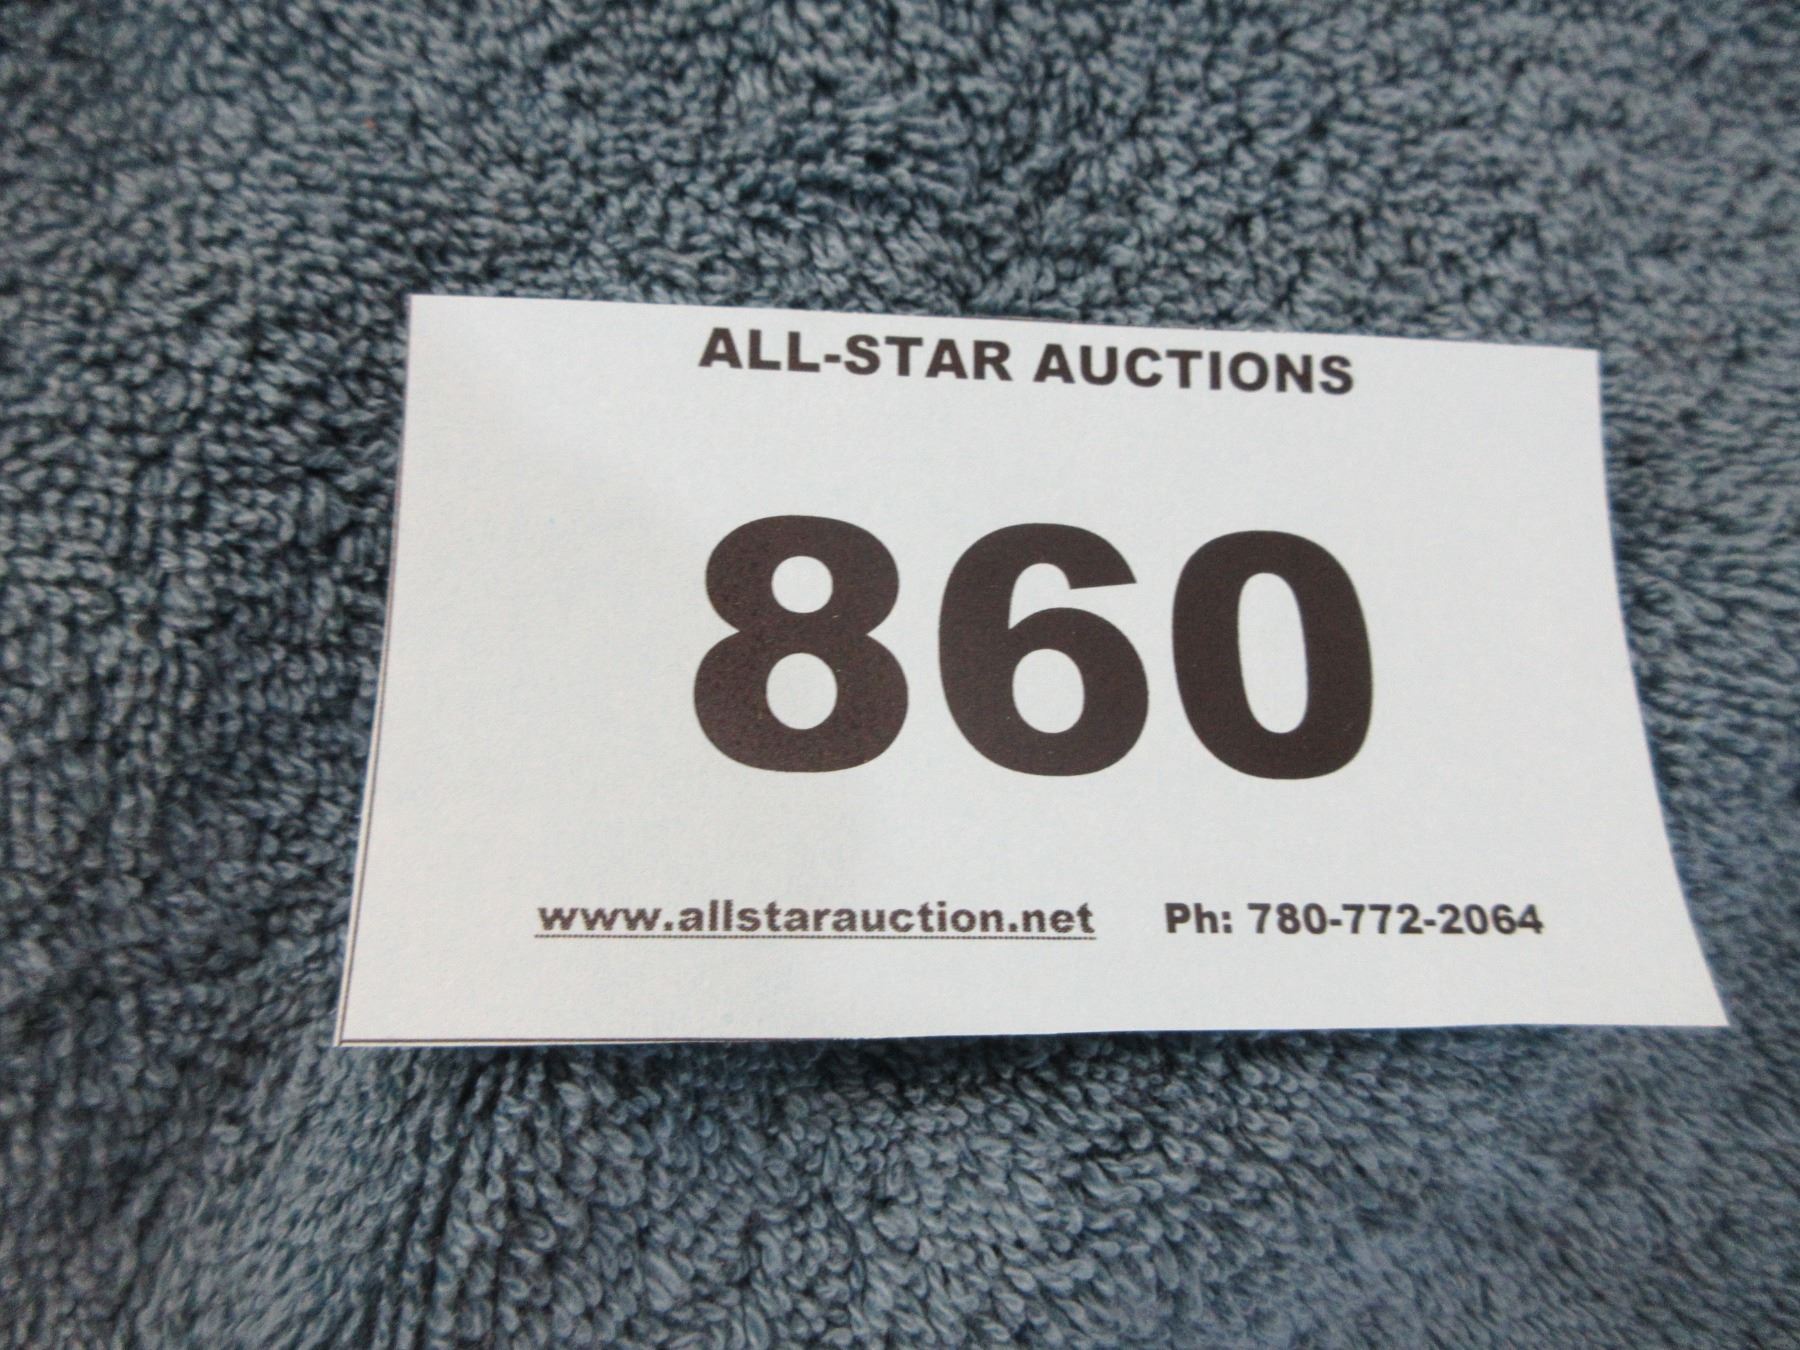 ALL-STAR AUCTIONS
860
www.allstarauction.net Ph: 780-772-2064